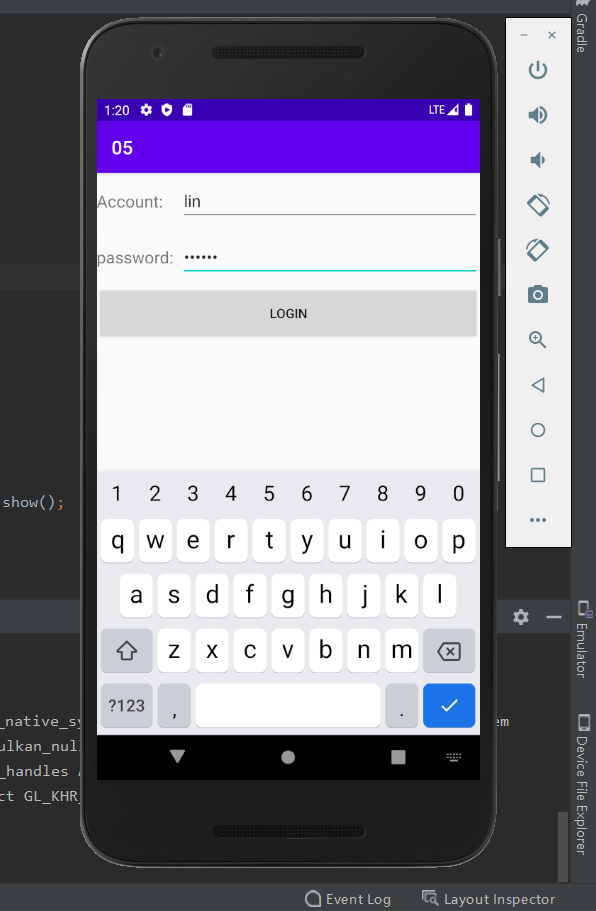 Gradle
1:20
LTE
05
Account: lin
password: ••••••
LOGIN
show();
1 2 3 4 5 6 7 8 9 0
q w e r t y u i o p
a s d f g h j k l
z x c v b n m
?123 , .
Emulator
_native_sy
em
ulkan_nul
_handles
ct GL_KHR_
Device File Explorer
Event Log
Layout Inspector